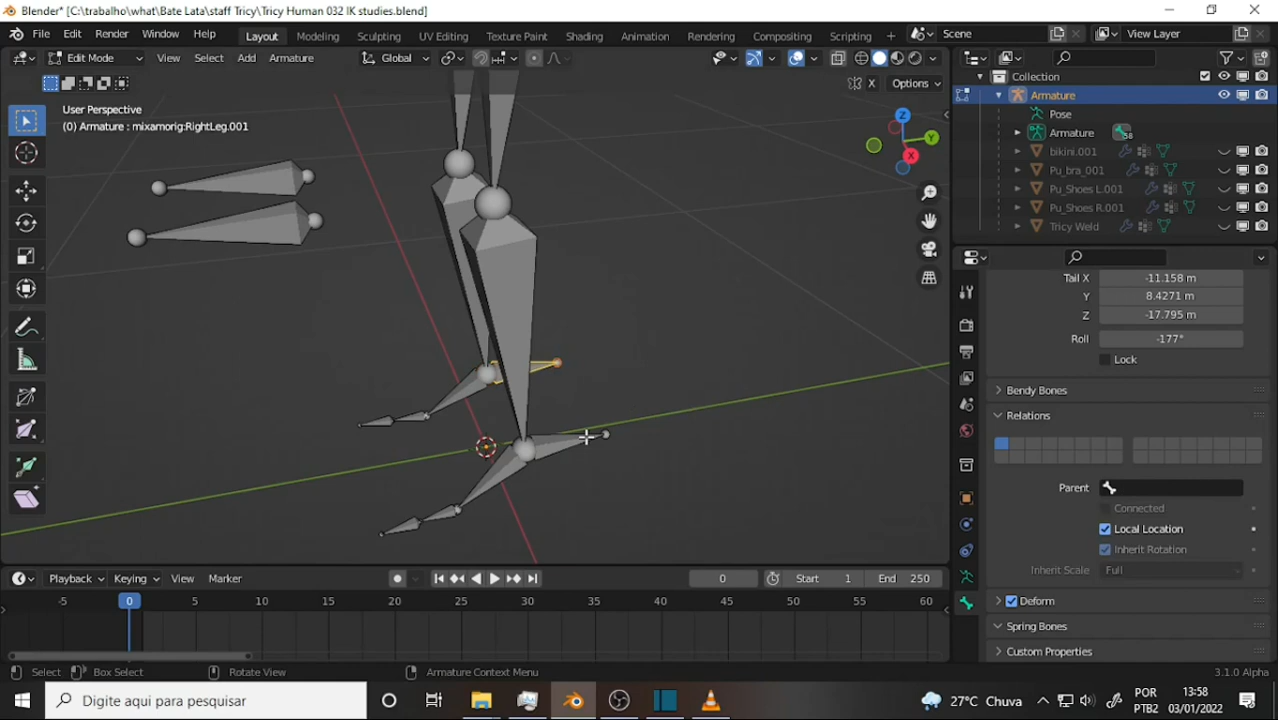 Blender* [C:\trabalho\what\Bate Lata\staff Tricy\Tricy Human 032 IK studies.blend]
File Edit Render Window Help Layout Modeling Sculpting UV Editing Texture Paint Shading Animation Rendering Compositing Scripting + Scene View Layer
Edit Mode View Select Add Armature Global
X Options
User Perspective
(0) Armature : mixamorig:RightLeg.001
Z
Y
X
Collection
Armature
Pose
Armature 58
bikini.001
Pu_bra_001
Pu_Shoes L.001
Pu_Shoes R.001
Tricy Weld
Tail X -11.158 m
Y 8.4271 m
Z -17.795 m
Roll -177°
Lock
Bendy Bones
Relations
Parent
Connected
Local Location
Inherit Rotation
Inherit Scale Full
Deform
Spring Bones
Custom Properties
Playback Keying View Marker 0 Start 1 End 250
-5 0 5 10 15 20 25 30 35 40 45 50 55 60
Select Box Select Rotate View Armature Context Menu 3.1.0 Alpha
Digite aqui para pesquisar 27°C Chuva POR PTB2 13:58 03/01/2022